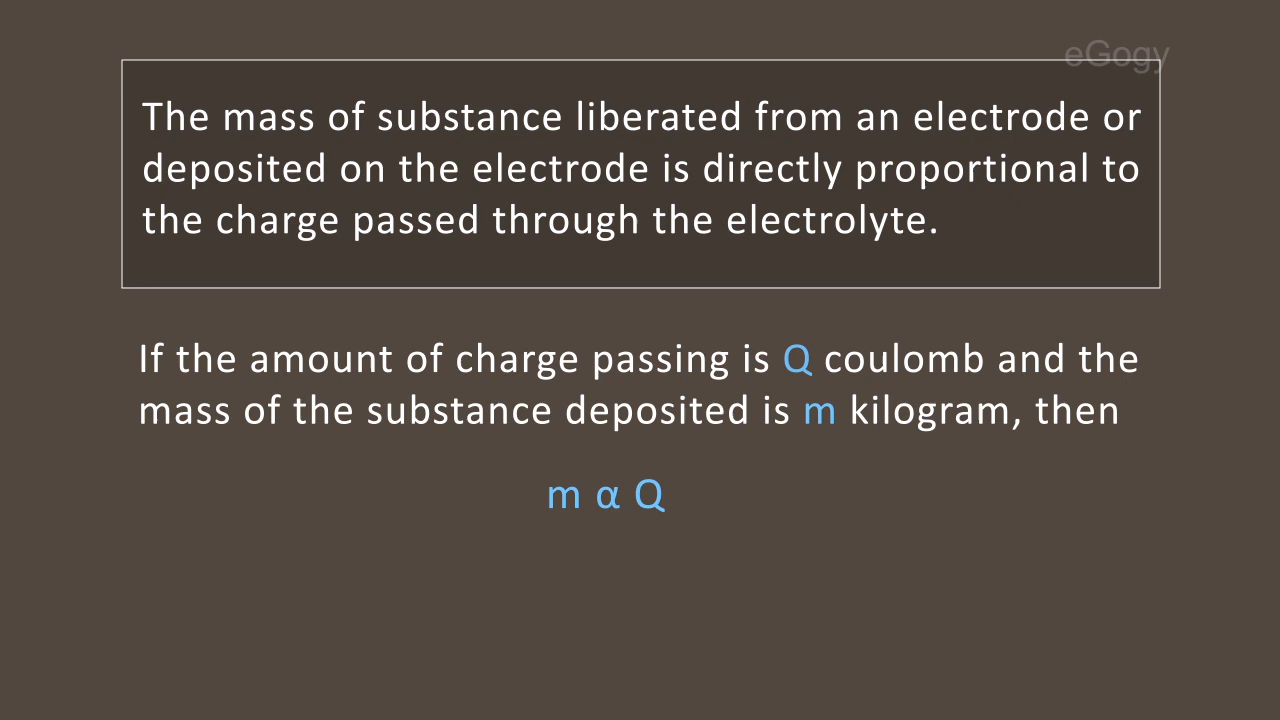 eGogy
The mass of substance liberated from an electrode or
deposited on the electrode is directly proportional to
the charge passed through the electrolyte.
If the amount of charge passing is Q coulomb and the
mass of the substance deposited is m kilogram, then
m α Q